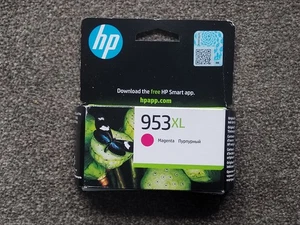 hp
Download the free HP Smart app.
hpapp.com
953XL
Magenta Пурпурный